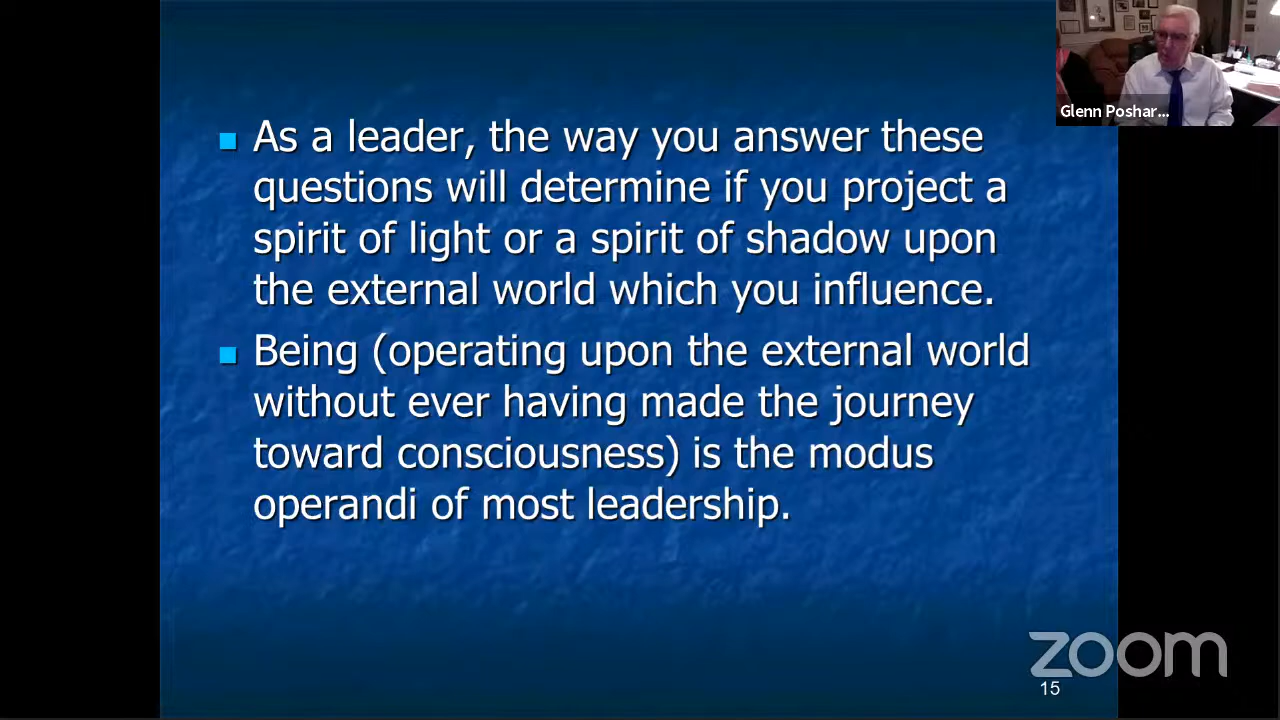 As a leader, the way you answer these
questions will determine if you project a
spirit of light or a spirit of shadow upon
the external world which you influence.
Being (operating upon the external world
without ever having made the journey
toward consciousness) is the modus
operandi of most leadership.
Glenn Poshar...
zoom
15